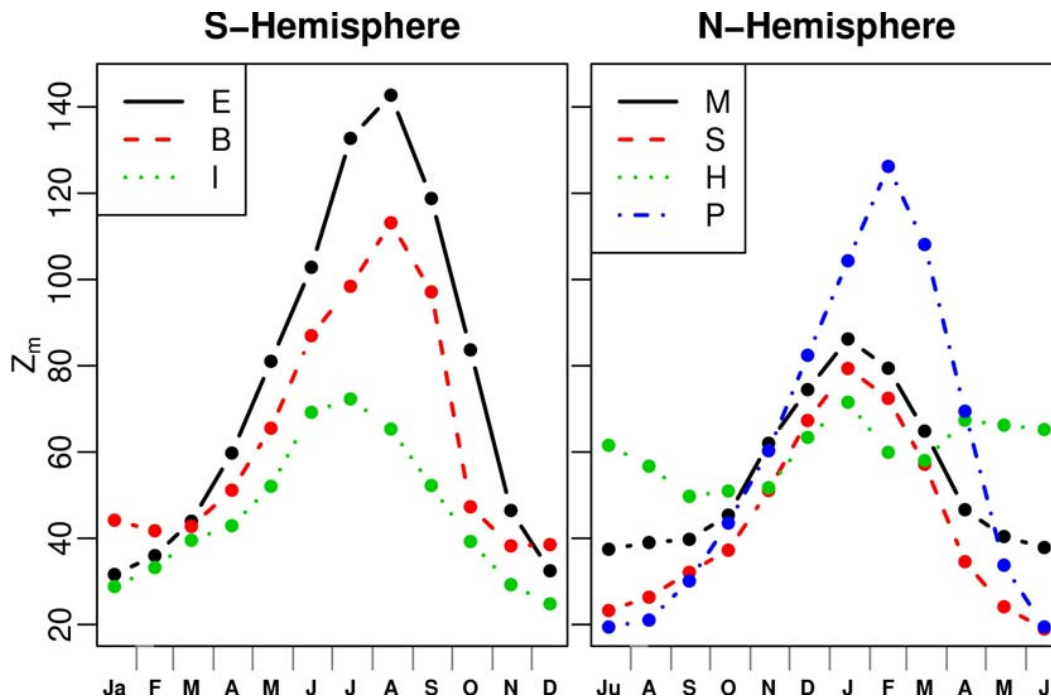 S−Hemisphere
N−Hemisphere
E
B
I
M
S
H
P
Zm
20 40 60 80 100 120 140
Ja F M A M J J A S O N D
Ju A S O N D J F M A M J